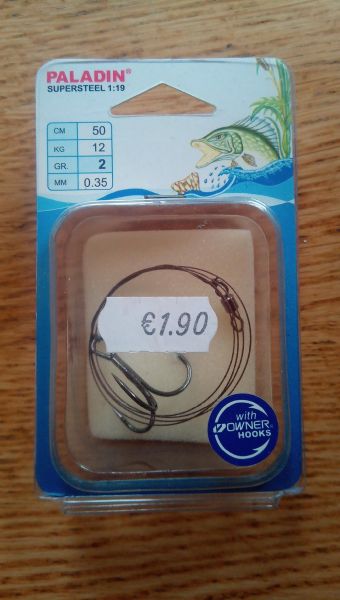 PALADIN®
SUPERSTEEL 1:19
CM 50
KG 12
GR. 2
MM 0.35
€1.90
with
OWNER
HOOKS